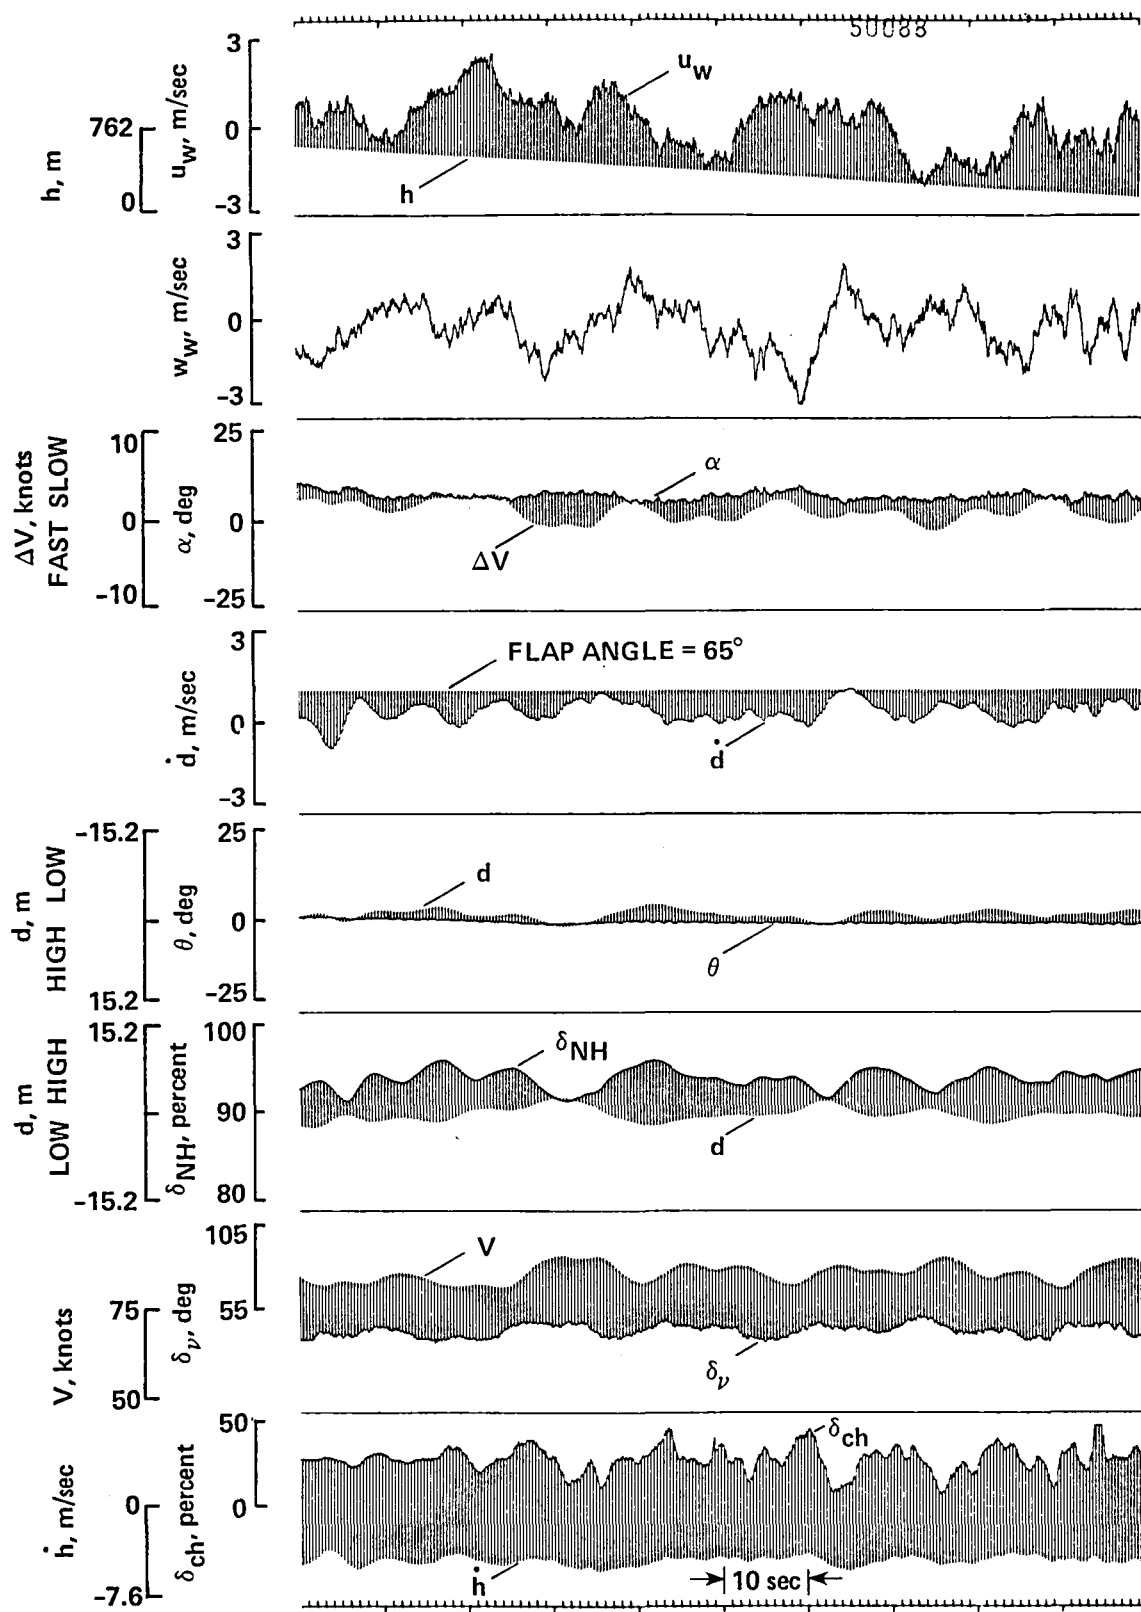 50088
3
0
-3
u_w, m/sec
762
0
h, m
u_w
h
3
0
-3
w_w, m/sec
10
0
-10
ΔV, knots
FAST SLOW
25
0
-25
α, deg
α
ΔV
3
0
-3
ḋ, m/sec
FLAP ANGLE = 65°
ḋ
-15.2
15.2
d, m
HIGH LOW
25
0
-25
θ, deg
d
θ
15.2
-15.2
d, m
LOW HIGH
100
90
80
δ_NH, percent
δ_NH
d
105
55
δ_ν, deg
75
50
V, knots
V
δ_ν
50
0
δ_ch, percent
0
-7.6
ḣ, m/sec
δ_ch
ḣ
10 sec